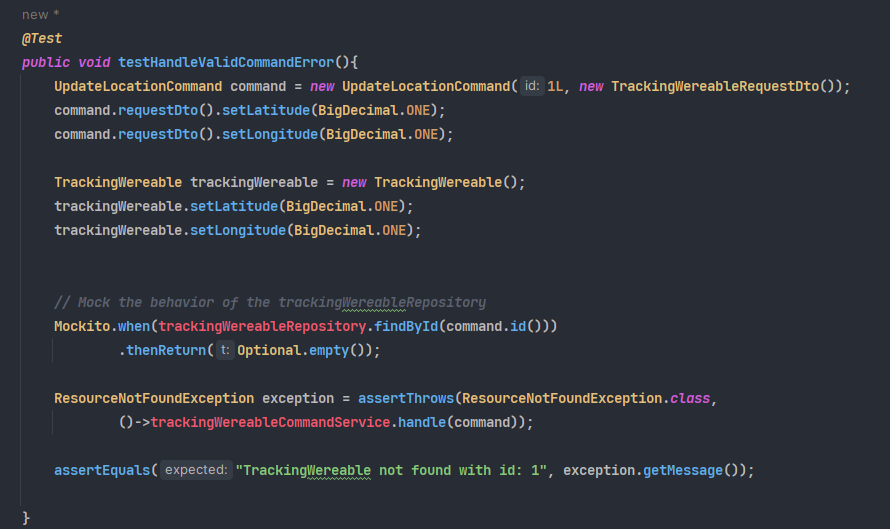 new *
@Test
public void testHandleValidCommandError(){
UpdateLocationCommand command = new UpdateLocationCommand( id: 1L, new TrackingWereableRequestDto());
command.requestDto().setLatitude(BigDecimal.ONE);
command.requestDto().setLongitude(BigDecimal.ONE);
TrackingWereable trackingWereable = new TrackingWereable();
trackingWereable.setLatitude(BigDecimal.ONE);
trackingWereable.setLongitude(BigDecimal.ONE);
// Mock the behavior of the trackingWereableRepository
Mockito.when(trackingWereableRepository.findById(command.id()))
.thenReturn( t: Optional.empty());
ResourceNotFoundException exception = assertThrows(ResourceNotFoundException.class,
()->trackingWereableCommandService.handle(command));
assertEquals( expected: "TrackingWereable not found with id: 1", exception.getMessage());
}